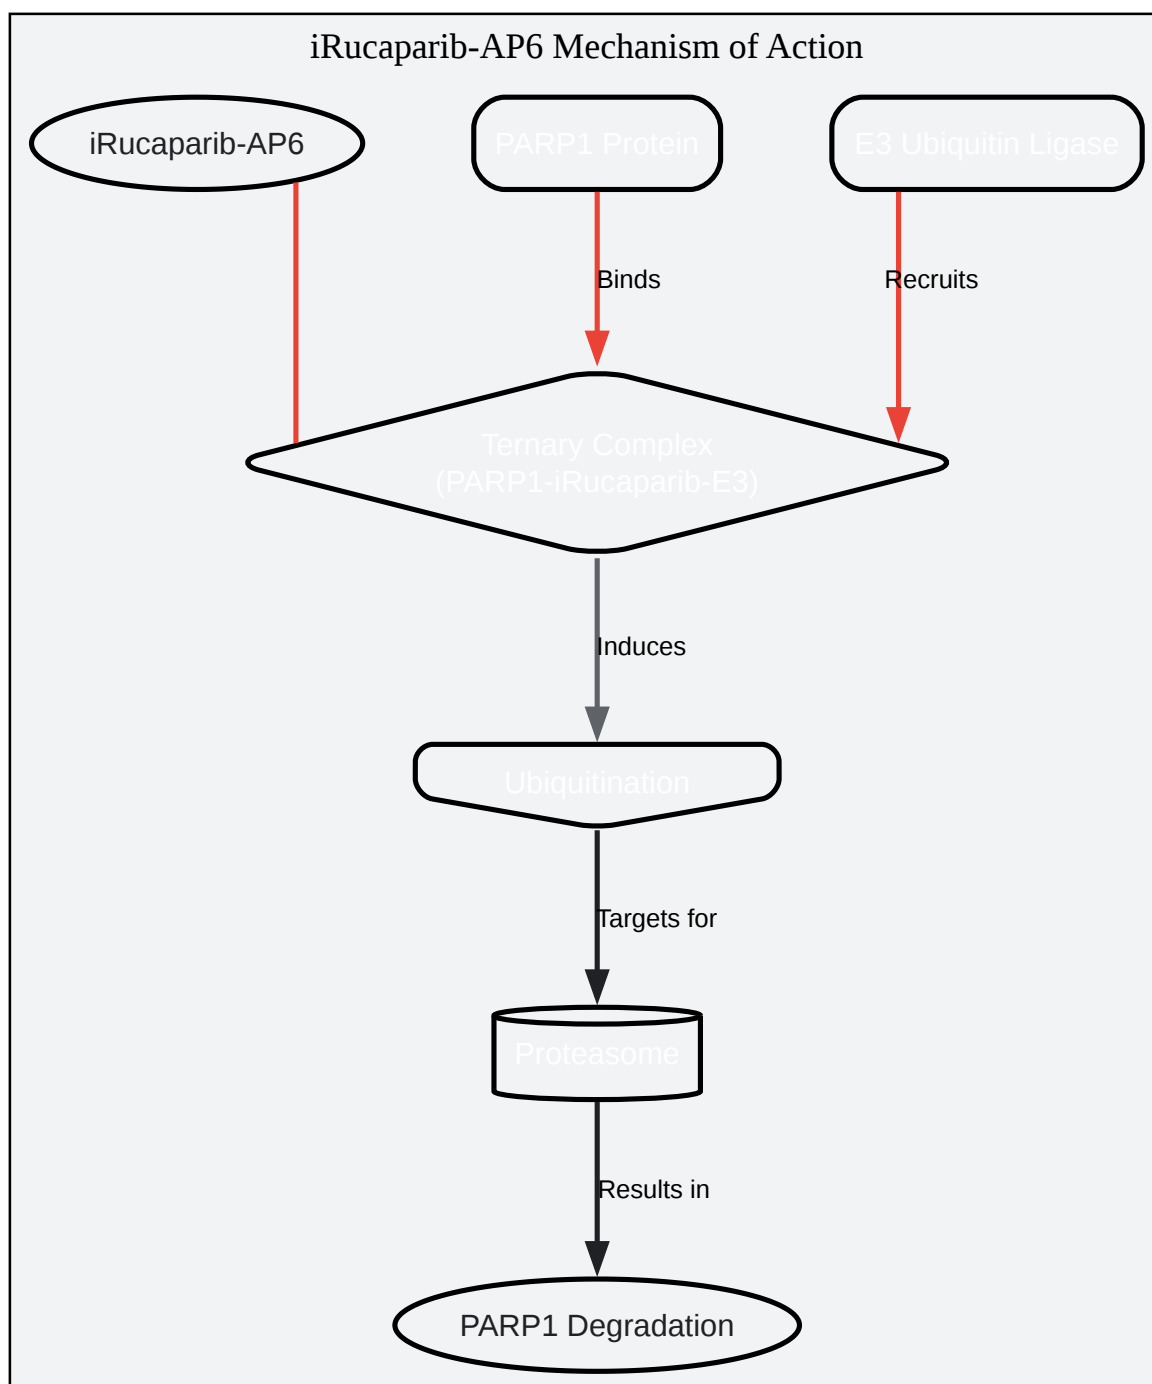 iRucaparib-AP6 Mechanism of Action
iRucaparib-AP6
PARP1 Protein
E3 Ubiquitin Ligase
Binds
Recruits
Ternary Complex
(PARP1-iRucaparib-E3)
Induces
Ubiquitination
Targets for
Proteasome
Results in
PARP1 Degradation